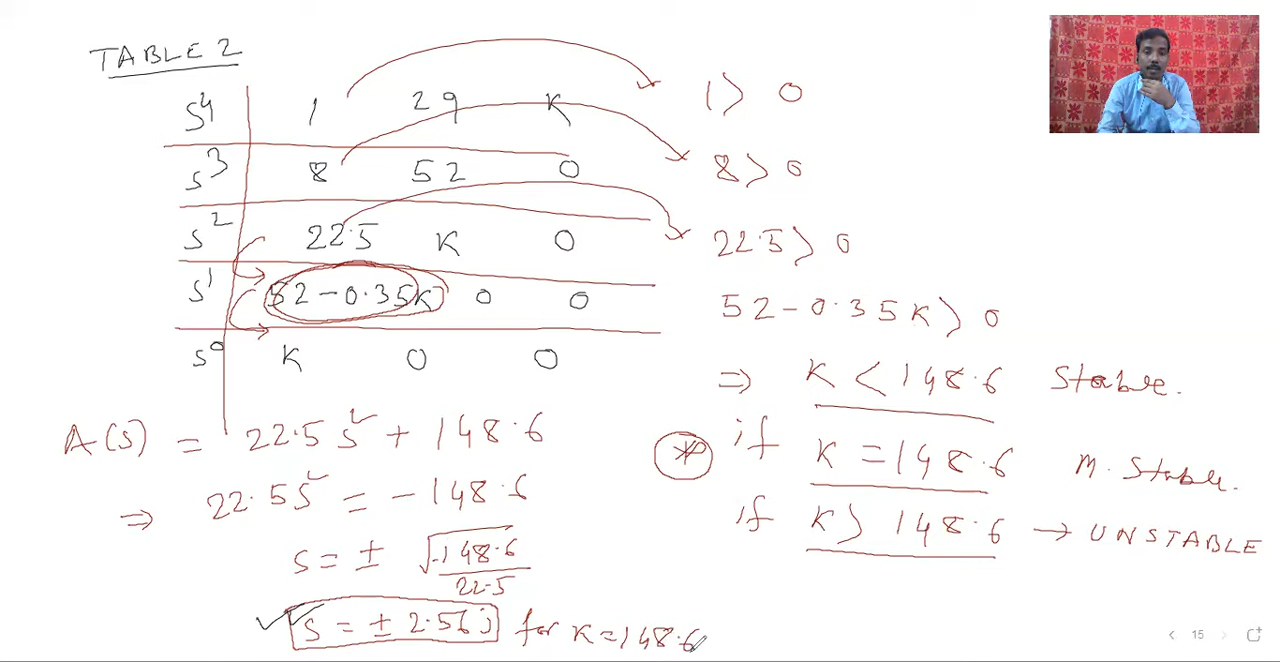 TABLE 2
S4 1 29 K
1 > 0
S3 8 52 0
8 > 0
S2 22.5 K 0
22.5 > 0
S1 52-0.35K 0 0
52-0.35K > 0
S0 K 0 0
⇒ K < 148.6 Stable.
A(S) = 22.5 S² + 148.6
* if K = 148.6 M. Stable.
⇒ 22.5S² = -148.6
if K > 148.6 → UNSTABLE
S = ± √-148.6/22.5
S = ± 2.56j for K=148.6
15